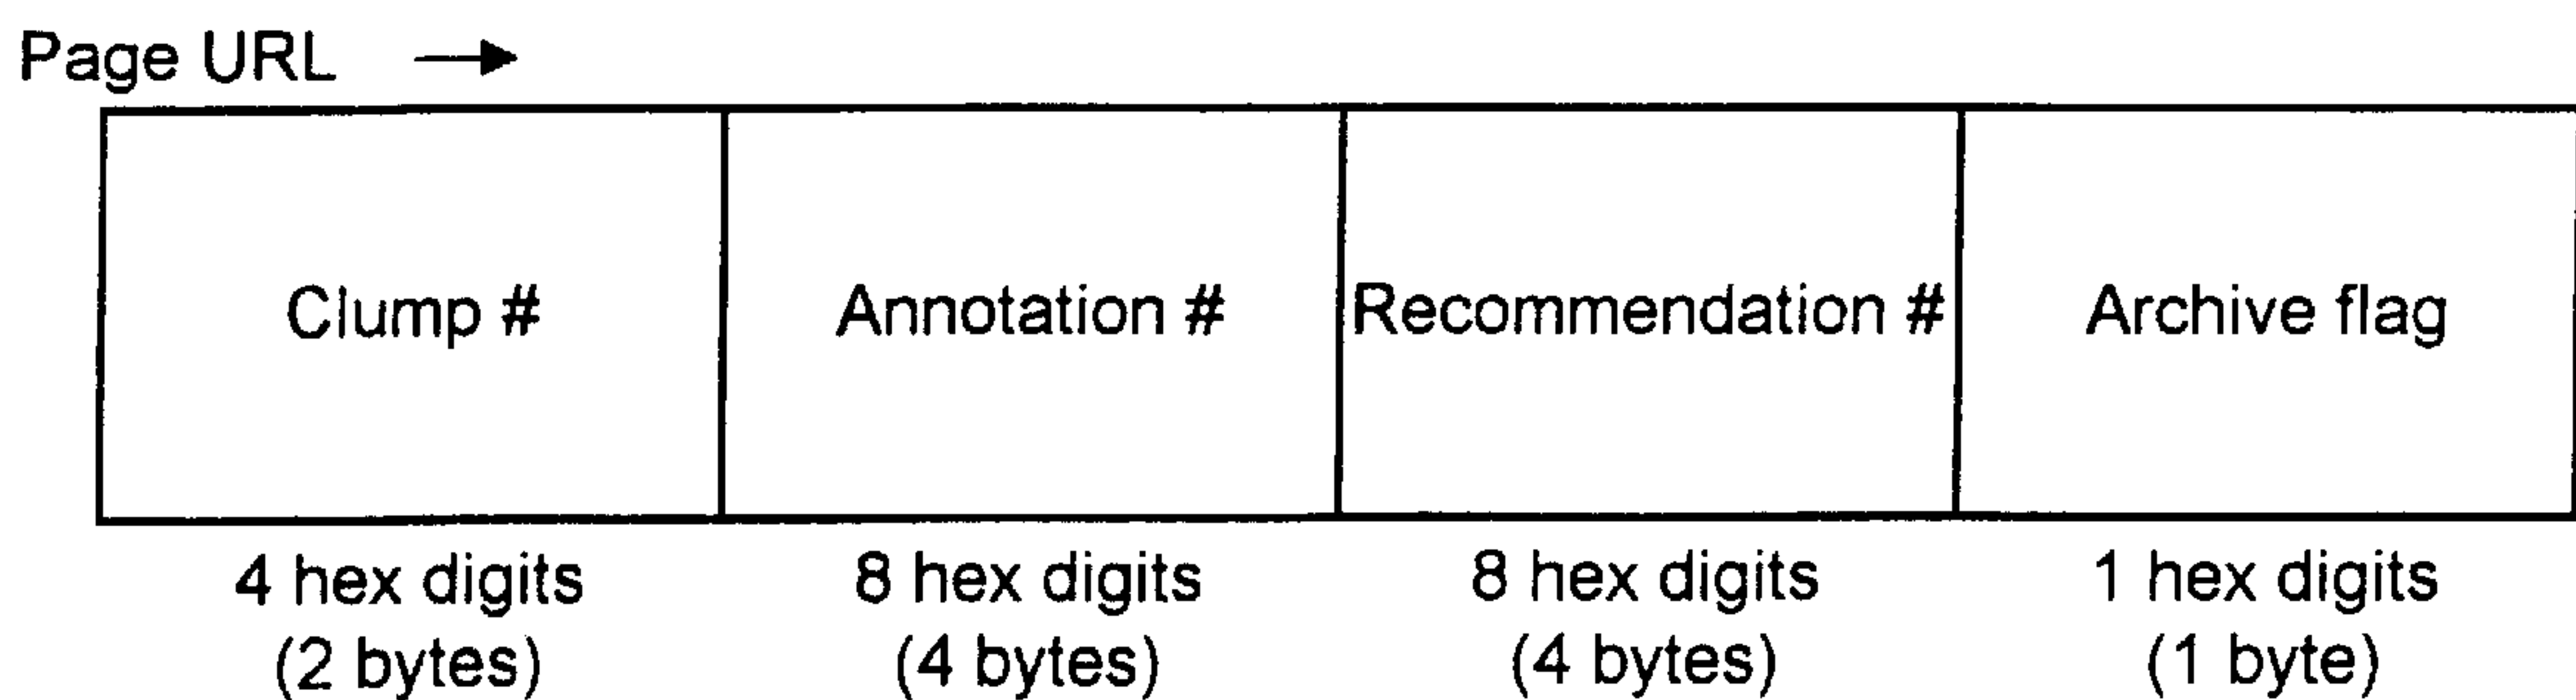 Page URL →
Clump # Annotation # Recommendation # Archive flag
4 hex digits 8 hex digits 8 hex digits 1 hex digits
(2 bytes) (4 bytes) (4 bytes) (1 byte)